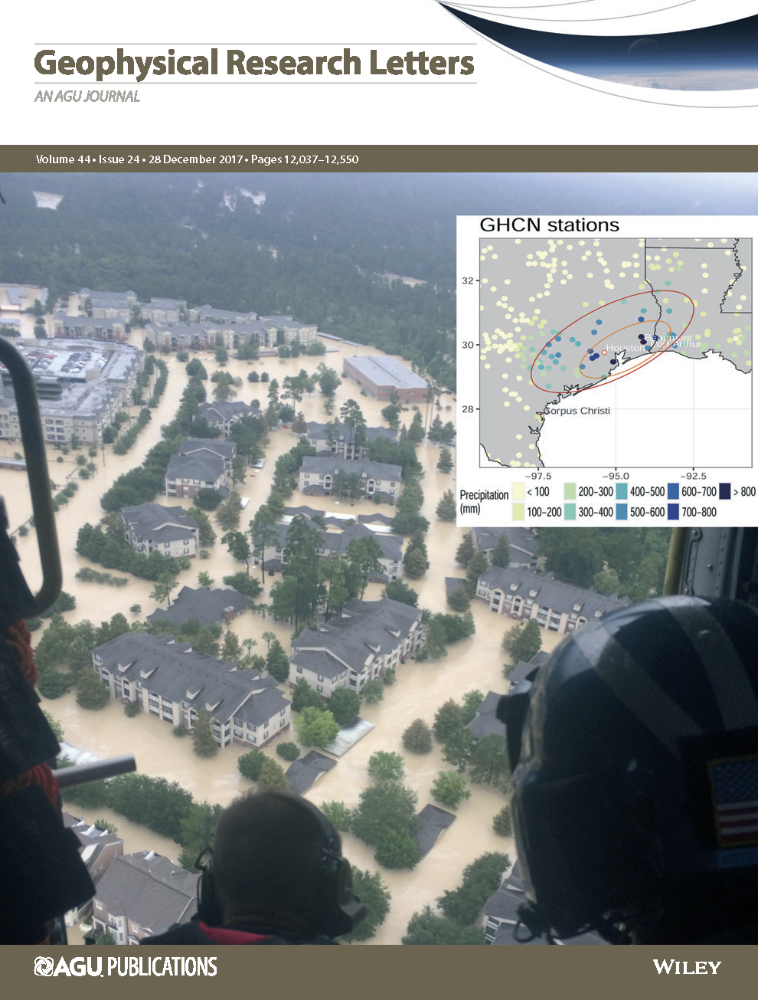 Geophysical Research Letters
AN AGU JOURNAL
Volume 44 • Issue 24 • 28 December 2017 • Pages 12,037–12,550
GHCN stations
32
30
28
Beaumont
Port Arthur
Houston
Corpus Christi
−97.5 −95.0 −92.5
Precipitation (mm)
< 100 200–300 400–500 600–700 > 800
100–200 300–400 500–600 700–800
AGU PUBLICATIONS
WILEY